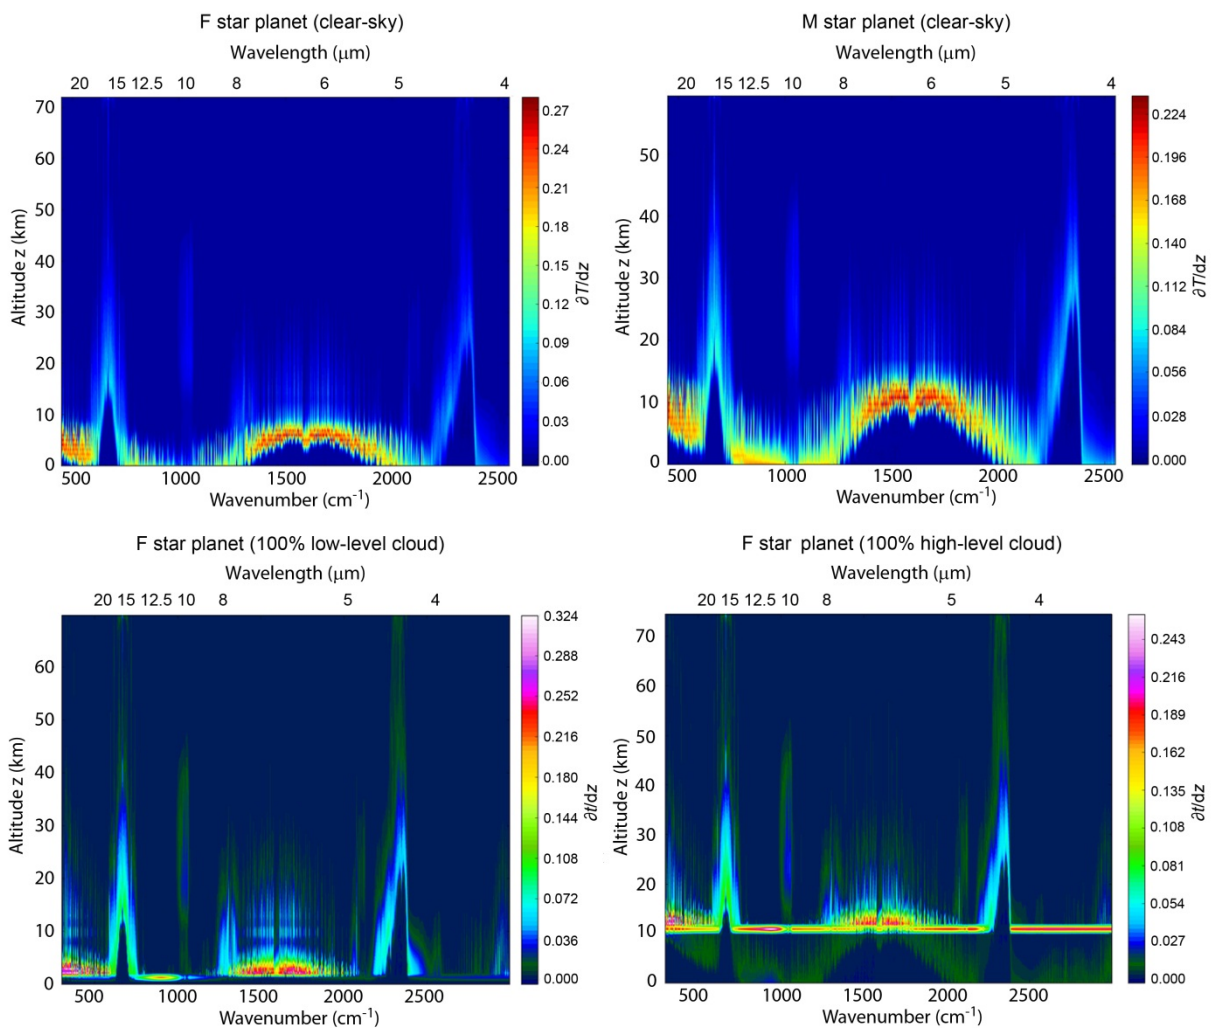 F star planet (clear-sky)
Wavelength (μm)
20 15 12.5 10 8 6 5 4
70
60
50
40
30
20
10
0
Altitude z (km)
500 1000 1500 2000 2500
Wavenumber (cm-1)
0.27
0.24
0.21
0.18
0.15
0.12
0.09
0.06
0.03
0.00
∂T/dz
M star planet (clear-sky)
Wavelength (μm)
20 15 12.5 10 8 6 5 4
50
40
30
20
10
0
Altitude z (km)
500 1000 1500 2000 2500
Wavenumber (cm-1)
0.224
0.196
0.168
0.140
0.112
0.084
0.056
0.028
0.000
∂T/dz
F star planet (100% low-level cloud)
Wavelength (μm)
20 15 12.5 10 8 5 4
60
50
40
30
20
10
0
Altitude z (km)
500 1000 1500 2000 2500
Wavenumber (cm-1)
0.324
0.288
0.252
0.216
0.180
0.144
0.108
0.072
0.036
0.000
∂t/dz
F star planet (100% high-level cloud)
Wavelength (μm)
20 15 12.5 10 8 5 4
70
60
50
40
30
20
10
0
Altitude z (km)
500 1000 1500 2000 2500
Wavenumber (cm-1)
0.243
0.216
0.189
0.162
0.135
0.108
0.081
0.054
0.027
0.000
∂t/dz